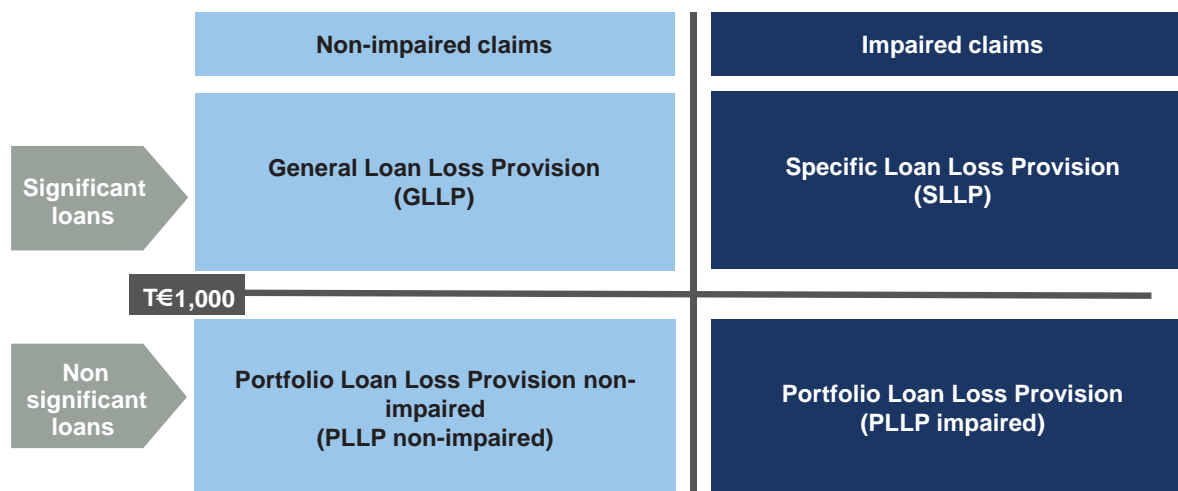 Non-impaired claims
Impaired claims
Significant
loans
General Loan Loss Provision
(GLLP)
Specific Loan Loss Provision
(SLLP)
T€1,000
Non
significant
loans
Portfolio Loan Loss Provision non-
impaired
(PLLP non-impaired)
Portfolio Loan Loss Provision
(PLLP impaired)